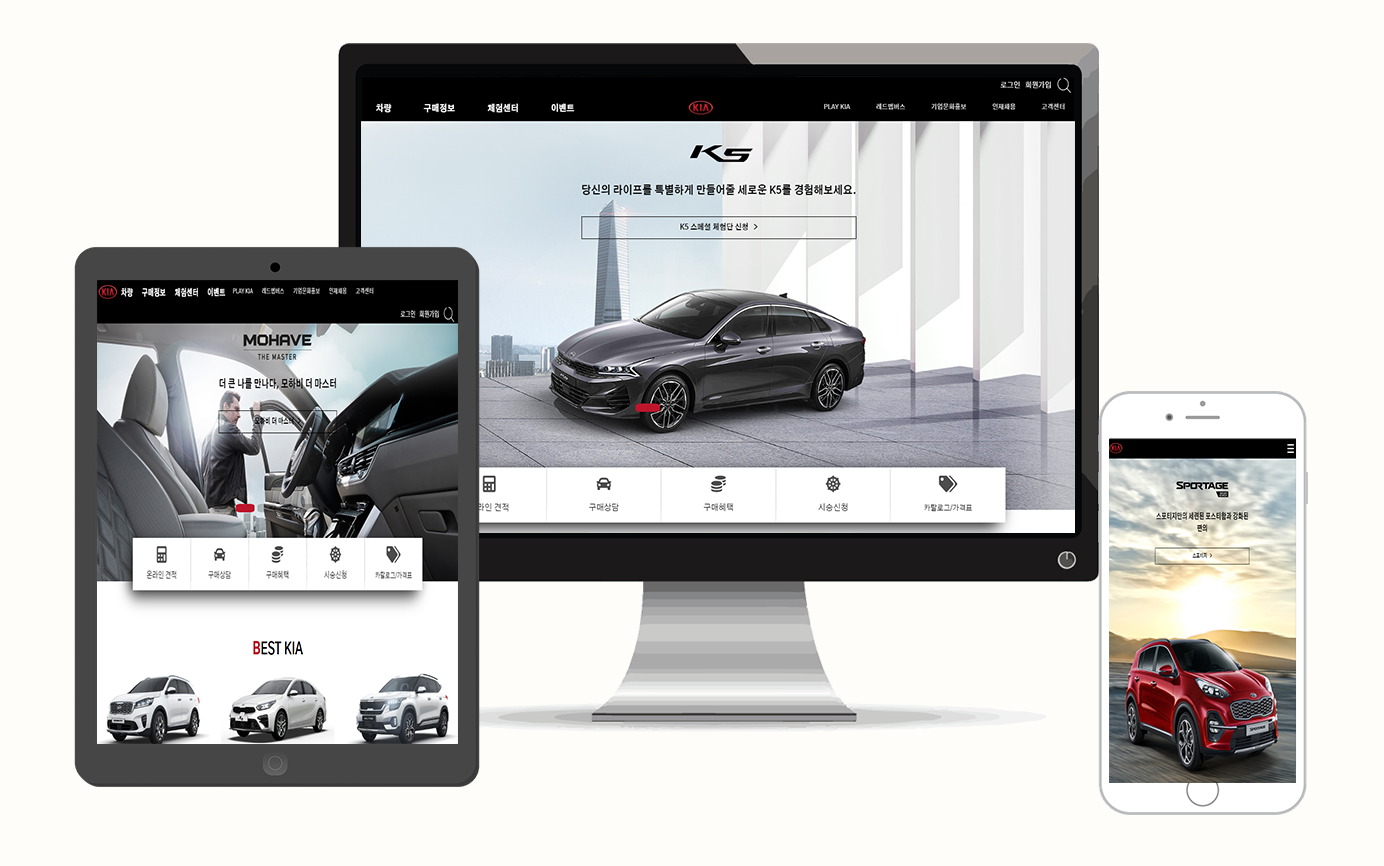 로그인 회원가입
차량 구매정보 체험센터 이벤트 KIA PLAY KIA 레드멤버스 기업문화홍보 인재채용 고객센터
K5
당신의 라이프를 특별하게 만들어줄 세로운 K5를 경험해보세요.
K5 스페셜 체험단 신청 >
라인 견적 구매상담 구매혜택 시승신청 카탈로그/가격표
KIA 차량 구매정보 체험센터 이벤트 PLAY KIA 레드멤버스 기업문화홍보 인재채용 고객센터
로그인 회원가입
MOHAVE
THE MASTER
더 큰 나를 만나다, 모하비 더 마스터
모하비 더 마스터
온라인 견적 구매상담 구매혜택 시승신청 카탈로그/가격표
BEST KIA
KIA
SPORTAGE
스포티지만의 세련된 포스티함과 강화된
편의
스포티지 >
SPORTAGE